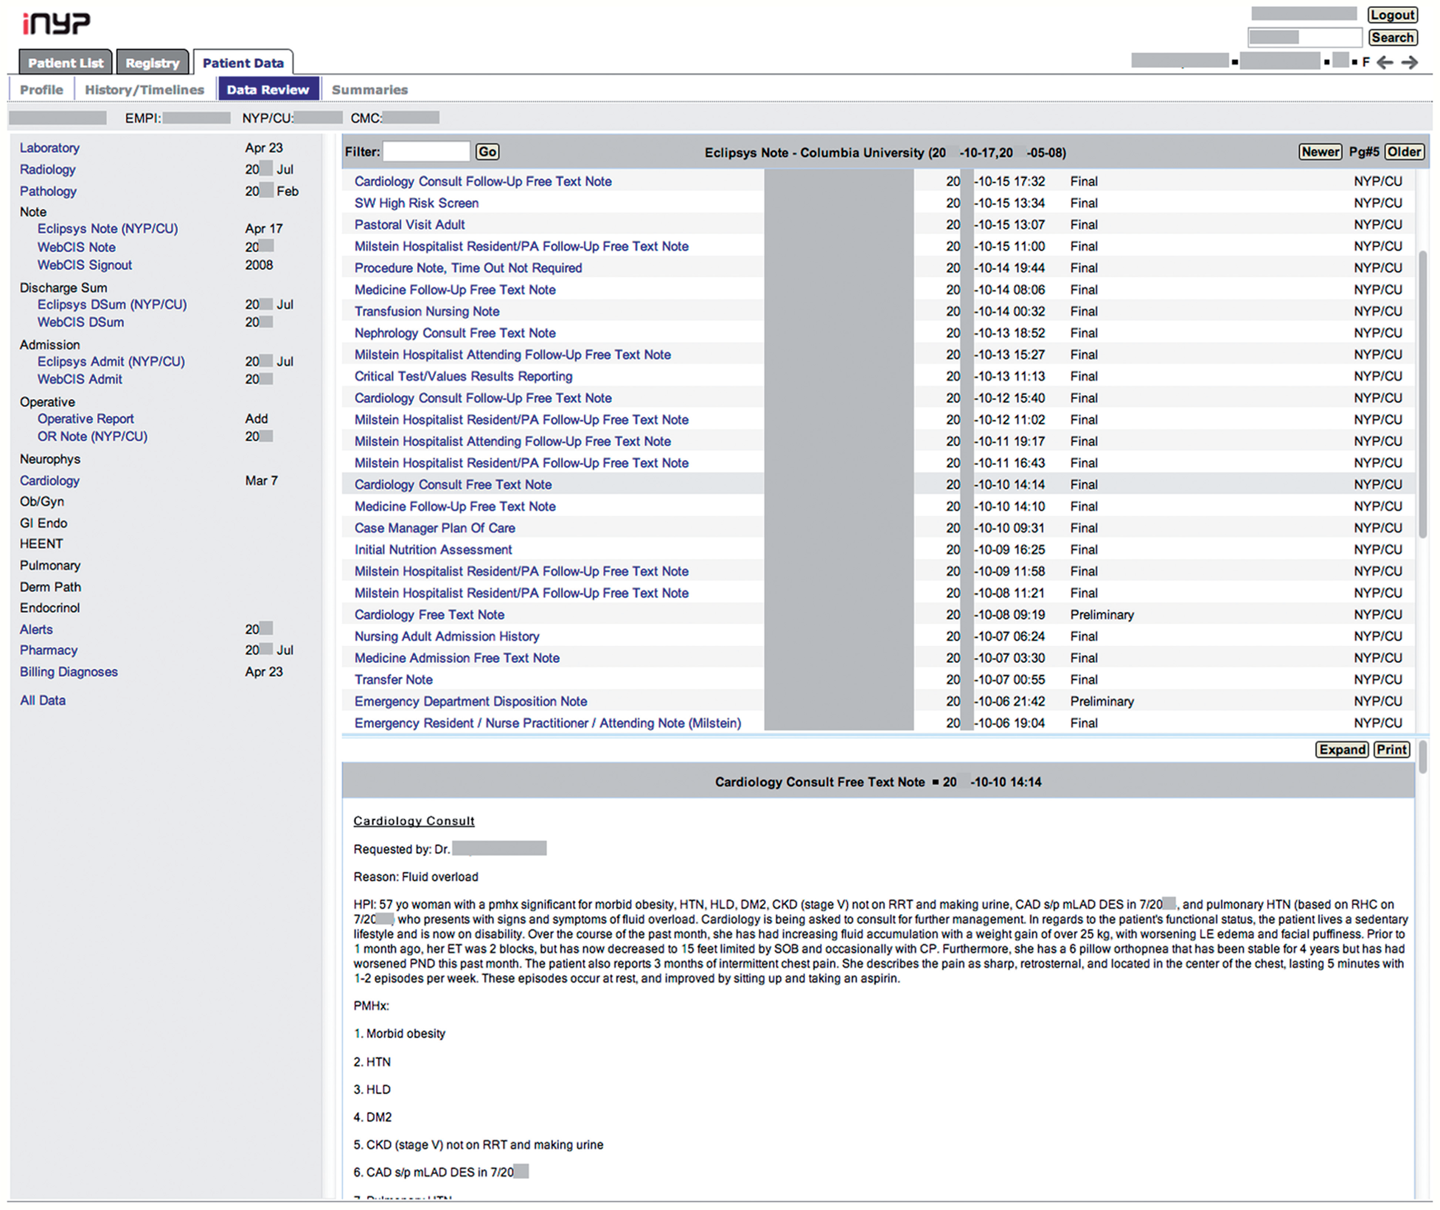 iNYP
Logout
Search
Patient List Registry Patient Data
F
Profile History/Timelines Data Review Summaries
EMPI: NYP/CU: CMC:
Laboratory Apr 23
Radiology 20 Jul
Pathology 20 Feb
Note
Eclipsys Note (NYP/CU) Apr 17
WebCIS Note 20
WebCIS Signout 2008
Discharge Sum
Eclipsys DSum (NYP/CU) 20 Jul
WebCIS DSum 20
Admission
Eclipsys Admit (NYP/CU) 20 Jul
WebCIS Admit 20
Operative
Operative Report Add
OR Note (NYP/CU) 20
Neurophys
Cardiology Mar 7
Ob/Gyn
GI Endo
HEENT
Pulmonary
Derm Path
Endocrinol
Alerts 20
Pharmacy 20 Jul
Billing Diagnoses Apr 23
All Data
Filter: Go Eclipsys Note - Columbia University (20 -10-17,20 -05-08) Newer Pg#5 Older
Cardiology Consult Follow-Up Free Text Note 20 -10-15 17:32 Final NYP/CU
SW High Risk Screen 20 -10-15 13:34 Final NYP/CU
Pastoral Visit Adult 20 -10-15 13:07 Final NYP/CU
Milstein Hospitalist Resident/PA Follow-Up Free Text Note 20 -10-15 11:00 Final NYP/CU
Procedure Note, Time Out Not Required 20 -10-14 19:44 Final NYP/CU
Medicine Follow-Up Free Text Note 20 -10-14 08:06 Final NYP/CU
Transfusion Nursing Note 20 -10-14 00:32 Final NYP/CU
Nephrology Consult Free Text Note 20 -10-13 18:52 Final NYP/CU
Milstein Hospitalist Attending Follow-Up Free Text Note 20 -10-13 15:27 Final NYP/CU
Critical Test/Values Results Reporting 20 -10-13 11:13 Final NYP/CU
Cardiology Consult Follow-Up Free Text Note 20 -10-12 15:40 Final NYP/CU
Milstein Hospitalist Resident/PA Follow-Up Free Text Note 20 -10-12 11:02 Final NYP/CU
Milstein Hospitalist Attending Follow-Up Free Text Note 20 -10-11 19:17 Final NYP/CU
Milstein Hospitalist Resident/PA Follow-Up Free Text Note 20 -10-11 16:43 Final NYP/CU
Cardiology Consult Free Text Note 20 -10-10 14:14 Final NYP/CU
Medicine Follow-Up Free Text Note 20 -10-10 14:10 Final NYP/CU
Case Manager Plan Of Care 20 -10-10 09:31 Final NYP/CU
Initial Nutrition Assessment 20 -10-09 16:25 Final NYP/CU
Milstein Hospitalist Resident/PA Follow-Up Free Text Note 20 -10-09 11:58 Final NYP/CU
Milstein Hospitalist Resident/PA Follow-Up Free Text Note 20 -10-08 11:21 Final NYP/CU
Cardiology Free Text Note 20 -10-08 09:19 Preliminary NYP/CU
Nursing Adult Admission History 20 -10-07 06:24 Final NYP/CU
Medicine Admission Free Text Note 20 -10-07 03:30 Final NYP/CU
Transfer Note 20 -10-07 00:55 Final NYP/CU
Emergency Department Disposition Note 20 -10-06 21:42 Preliminary NYP/CU
Emergency Resident / Nurse Practitioner / Attending Note (Milstein) 20 -10-06 19:04 Final NYP/CU
Expand Print
Cardiology Consult Free Text Note ▪ 20 -10-10 14:14
Cardiology Consult
Requested by: Dr.
Reason: Fluid overload
HPI: 57 yo woman with a pmhx significant for morbid obesity, HTN, HLD, DM2, CKD (stage V) not on RRT and making urine, CAD s/p mLAD DES in 7/20 , and pulmonary HTN (based on RHC on
7/20 , who presents with signs and symptoms of fluid overload. Cardiology is being asked to consult for further management. In regards to the patient's functional status, the patient lives a sedentary
lifestyle and is now on disability. Over the course of the past month, she has had increasing fluid accumulation with a weight gain of over 25 kg, with worsening LE edema and facial puffiness. Prior to
1 month ago, her ET was 2 blocks, but has now decreased to 15 feet limited by SOB and occasionally with CP. Furthermore, she has a 6 pillow orthopnea that has been stable for 4 years but has had
worsened PND this past month. The patient also reports 3 months of intermittent chest pain. She describes the pain as sharp, retrosternal, and located in the center of the chest, lasting 5 minutes with
1-2 episodes per week. These episodes occur at rest, and improved by sitting up and taking an aspirin.
PMHx:
1. Morbid obesity
2. HTN
3. HLD
4. DM2
5. CKD (stage V) not on RRT and making urine
6. CAD s/p mLAD DES in 7/20
7. Pulmonary HTN